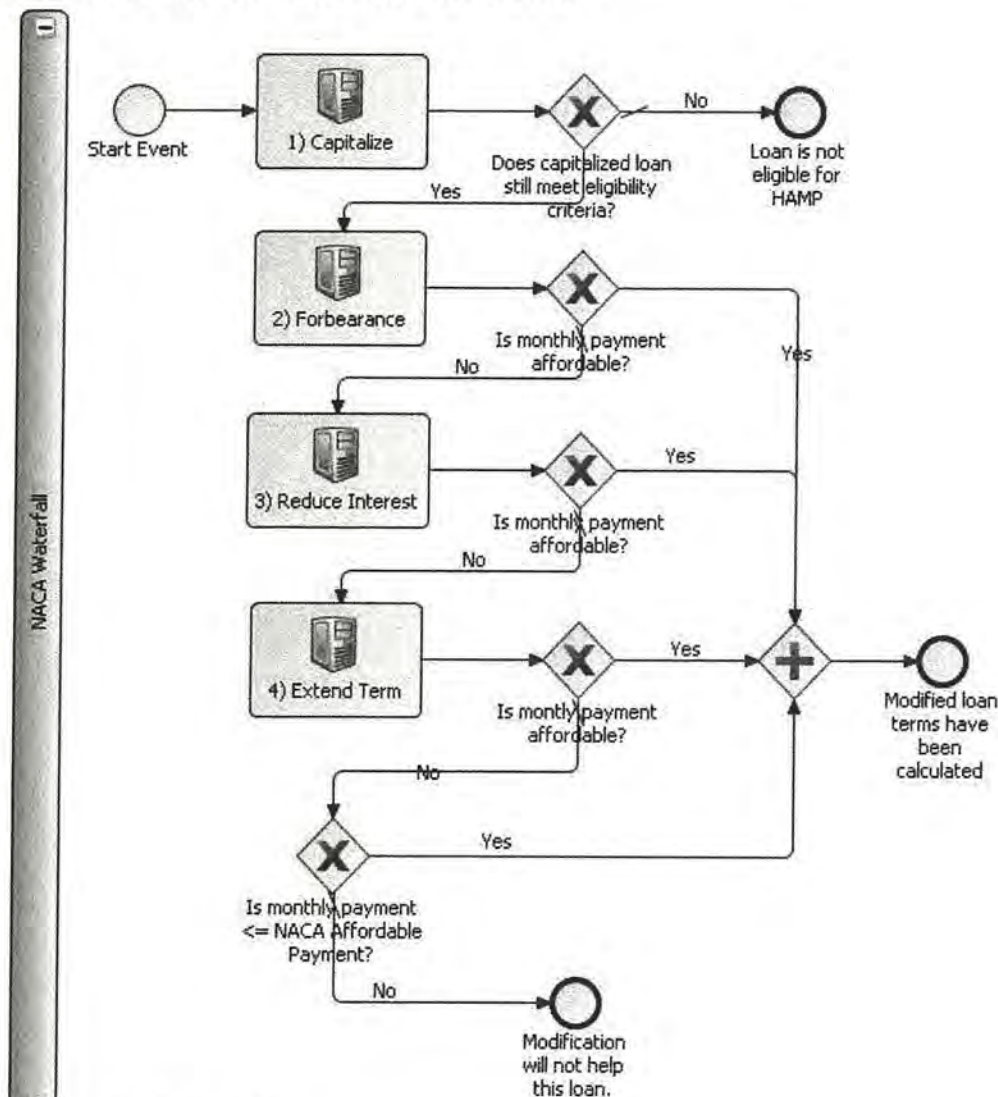 NACA Waterfall
Start Event
1) Capitalize
Does capitalized loan
still meet eligibility
criteria?
No
Loan is not
eligible for
HAMP
Yes
2) Forbearance
Is monthly payment
affordable?
Yes
No
3) Reduce Interest
Is monthly payment
affordable?
Yes
No
4) Extend Term
Is montly payment
affordable?
Yes
Modified loan
terms have
been
calculated
No
Is monthly payment
<= NACA Affordable
Payment?
Yes
No
Modification
will not help
this loan.